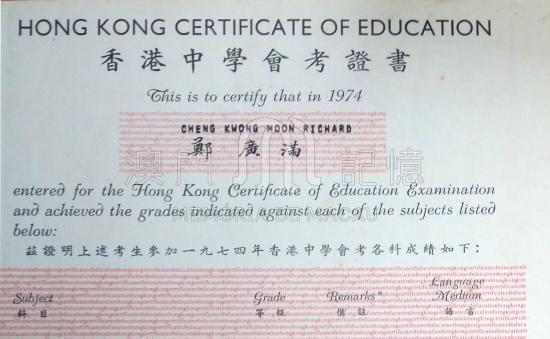 HONG KONG CERTIFICATE OF EDUCATION
香港中學會考證書
This is to certify that in 1974
CHENG KWONG MOON RICHARD
鄭廣滿
澳門記憶
entered for the Hong Kong Certificate of Education Examination
and achieved the grades indicated against each of the subjects listed
MEMÓRIA DE MACAU
below:
茲證明上述考生參加一九七四年香港中學會考各科成績如下：
Subject Grade Remarks* Language Medium
科目 等級 備註 語言